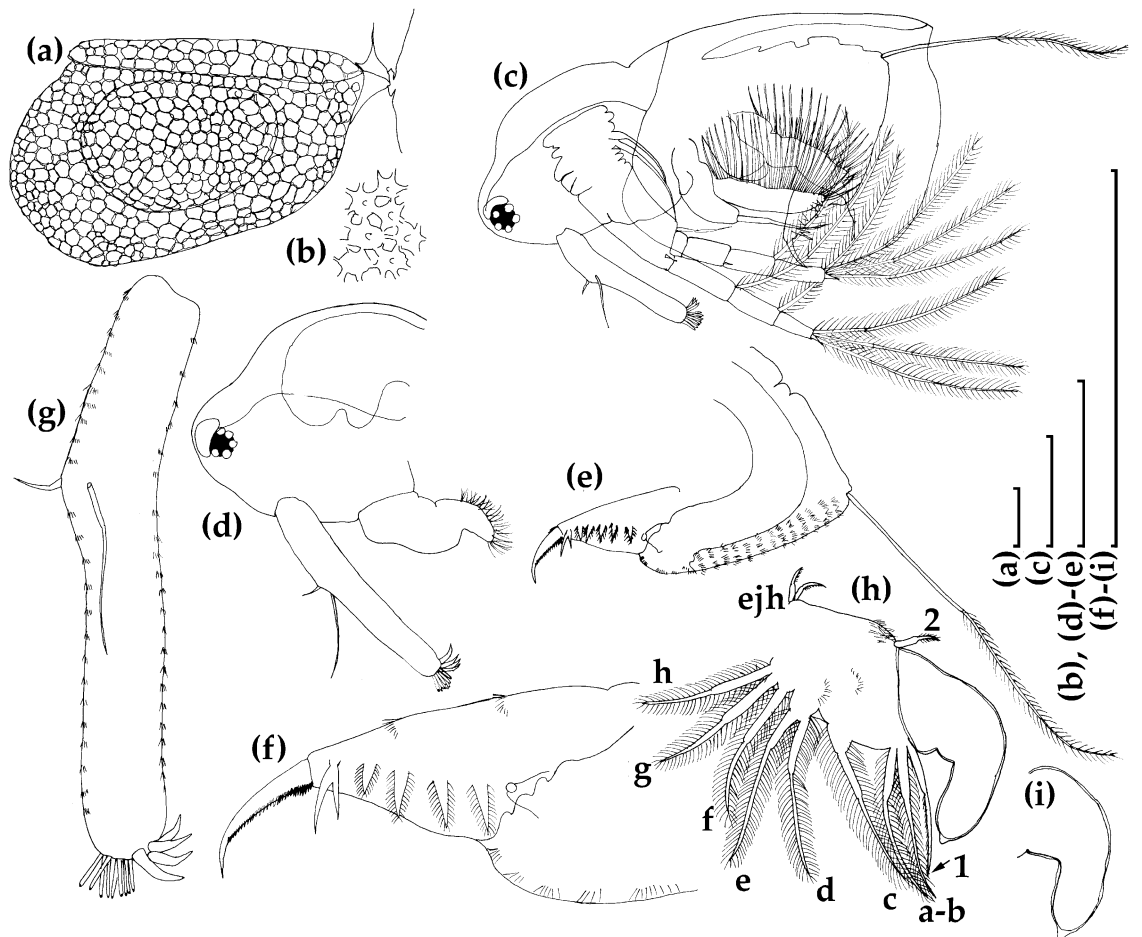 (a)
(c)
(b)
(g)
(d)
(e)
(a)
(c)
(b), (d)-(e)
(f)-(i)
ejh
(h)
2
h
(f)
g
(i)
f
e
d
c
1
a-b